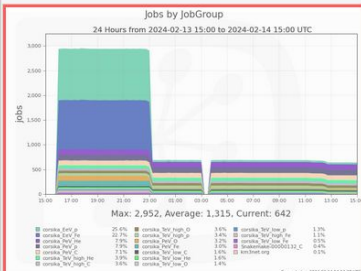 Jobs by JobGroup
24 Hours from 2024-02-13 15:00 to 2024-02-14 15:00 UTC
jobs
3,000
2,500
2,000
1,500
1,000
500
0
15:00 17:00 19:00 21:00 23:00 01:00 03:00 05:00 07:00 09:00 11:00 13:00 15:00
Max: 2,952, Average: 1,315, Current: 642
corsika_EeV_p 25.6% corsika_TeV_high_O 3.6% corsika_TeV_low_p 1.3%
corsika_EeV_Fe 22.7% corsika_TeV_high_p 3.4% corsika_TeV_high_Fe 1.1%
corsika_PeV_He 7.9% corsika_PeV_O 3.2% corsika_TeV_low_Fe 0.5%
corsika_PeV_p 7.9% corsika_PeV_Fe 3.0% 0.4%
corsika_PeV_C 7.1% corsika_TeV_low_C 1.6% km3net.org 0.1%
corsika_TeV_high_He 3.9% corsika_TeV_low_He 1.6%
corsika_TeV_high_C 3.6% corsika_TeV_low_O 1.4%